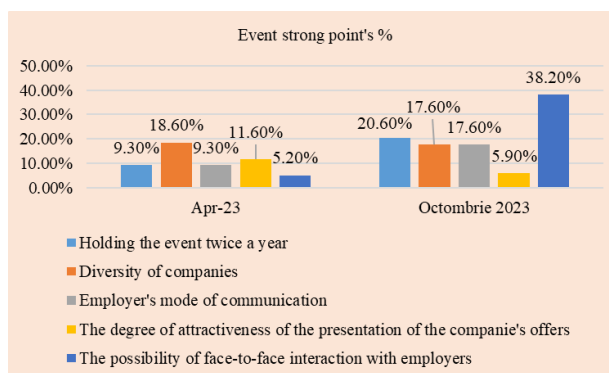 Event strong point's %
50.00%
40.00%
30.00%
20.00%
10.00%
0.00%
9.30%
18.60%
9.30%
11.60%
5.20%
20.60%
17.60%
17.60%
5.90%
38.20%
Apr-23
Octombrie 2023
Holding the event twice a year
Diversity of companies
Employer's mode of communication
The degree of attractiveness of the presentation of the companie's offers
The possibility of face-to-face interaction with employers